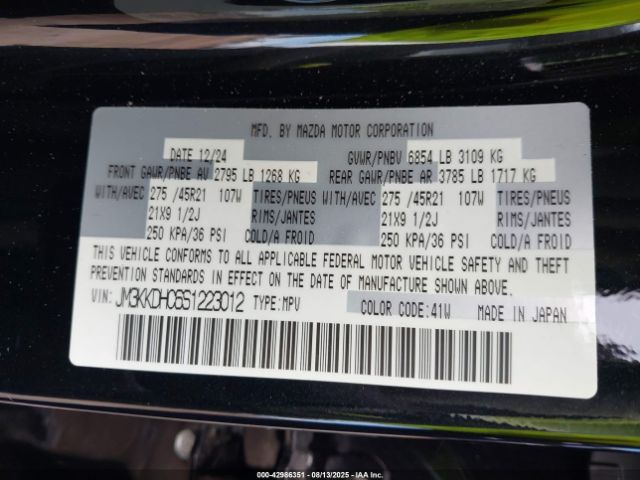 MFD. BY MAZDA MOTOR CORPORATION
DATE 12/24 GVWR/PNBV 6854 LB 3109 KG
FRONT GAWR/PNBE AV 2795 LB 1268 KG REAR GAWR/PNBE AR 3785 LB 1717 KG
WITH/AVEC 275 /45R21 107W TIRES/PNEUS WITH/AVEC 275 /45R21 107W TIRES/PNEUS
21X9 1/2J RIMS/JANTES 21X9 1/2J RIMS/JANTES
250 KPA/36 PSI COLD/A FROID 250 KPA/36 PSI COLD/A FROID
THIS VEHICLE CONFORMS TO ALL APPLICABLE FEDERAL MOTOR VEHICLE SAFETY AND THEFT
PREVENTION STANDARDS IN EFFECT ON THE DATE OF MANUFACTURE SHOWN ABOVE.
VIN: JM3KKDHC6S1223012 TYPE:MPV COLOR CODE:41W MADE IN JAPAN
000-42986351 - 08/13/2025 - IAAI.COM